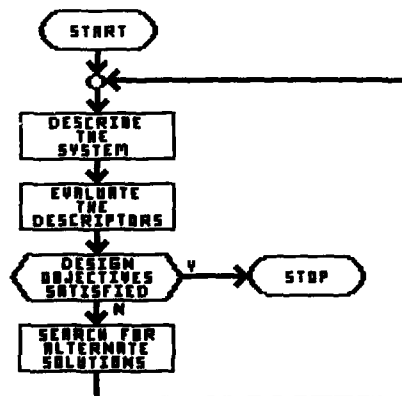 START
DESCRIBE
THE
SYSTEM
EVALUATE
THE
DESCRIPTORS
DESIGN
OBJECTIVES
SATISFIED
Y
STOP
N
SEARCH FOR
ALTERNATE
SOLUTIONS